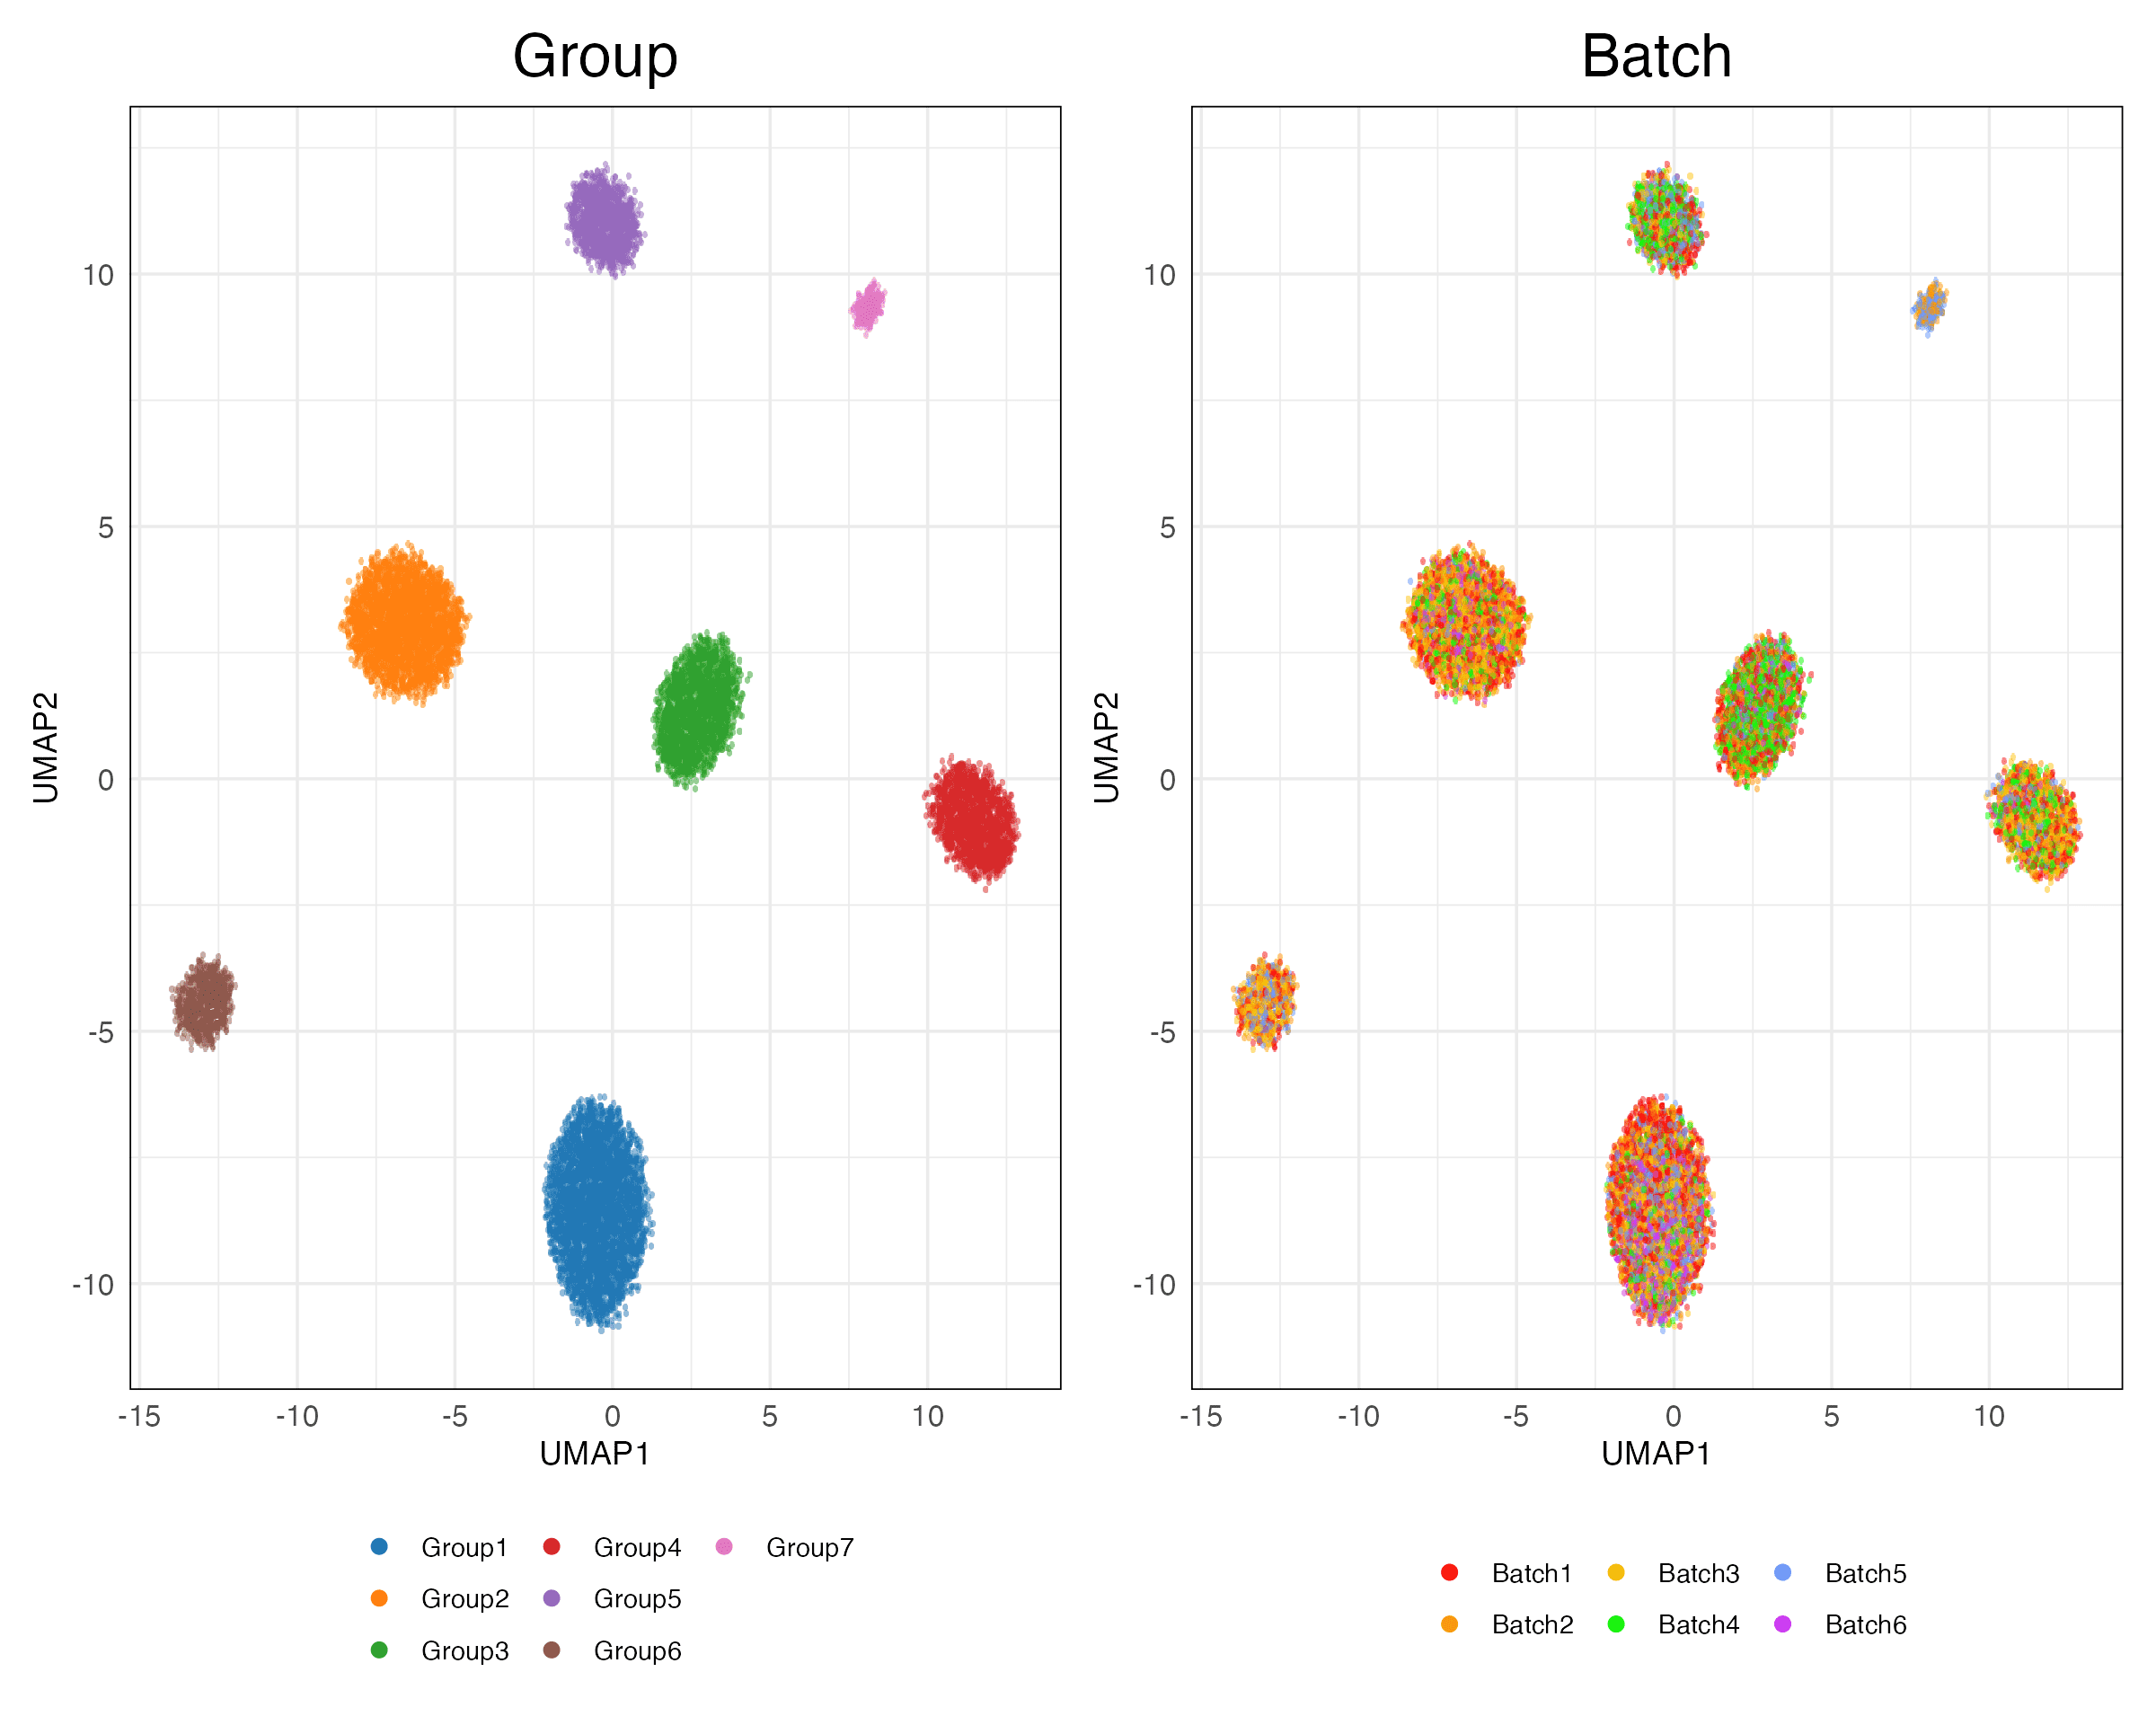 Group
Batch
UMAP2
10
5
0
-5
-10
-15 -10 -5 0 5 10
UMAP1
UMAP2
10
5
0
-5
-10
-15 -10 -5 0 5 10
UMAP1
Group1 Group4 Group7
Group2 Group5
Group3 Group6
Batch1 Batch3 Batch5
Batch2 Batch4 Batch6